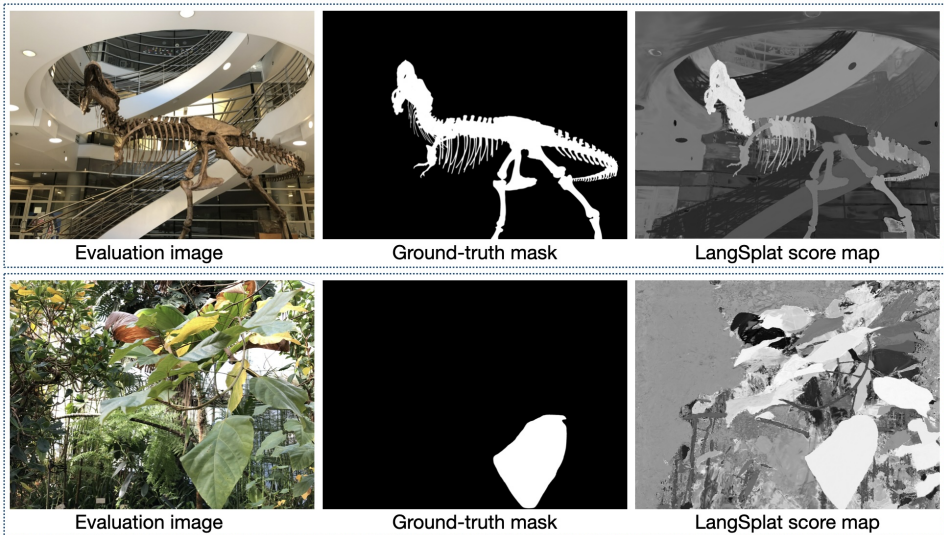 Evaluation image
Ground-truth mask
LangSplat score map
Evaluation image
Ground-truth mask
LangSplat score map